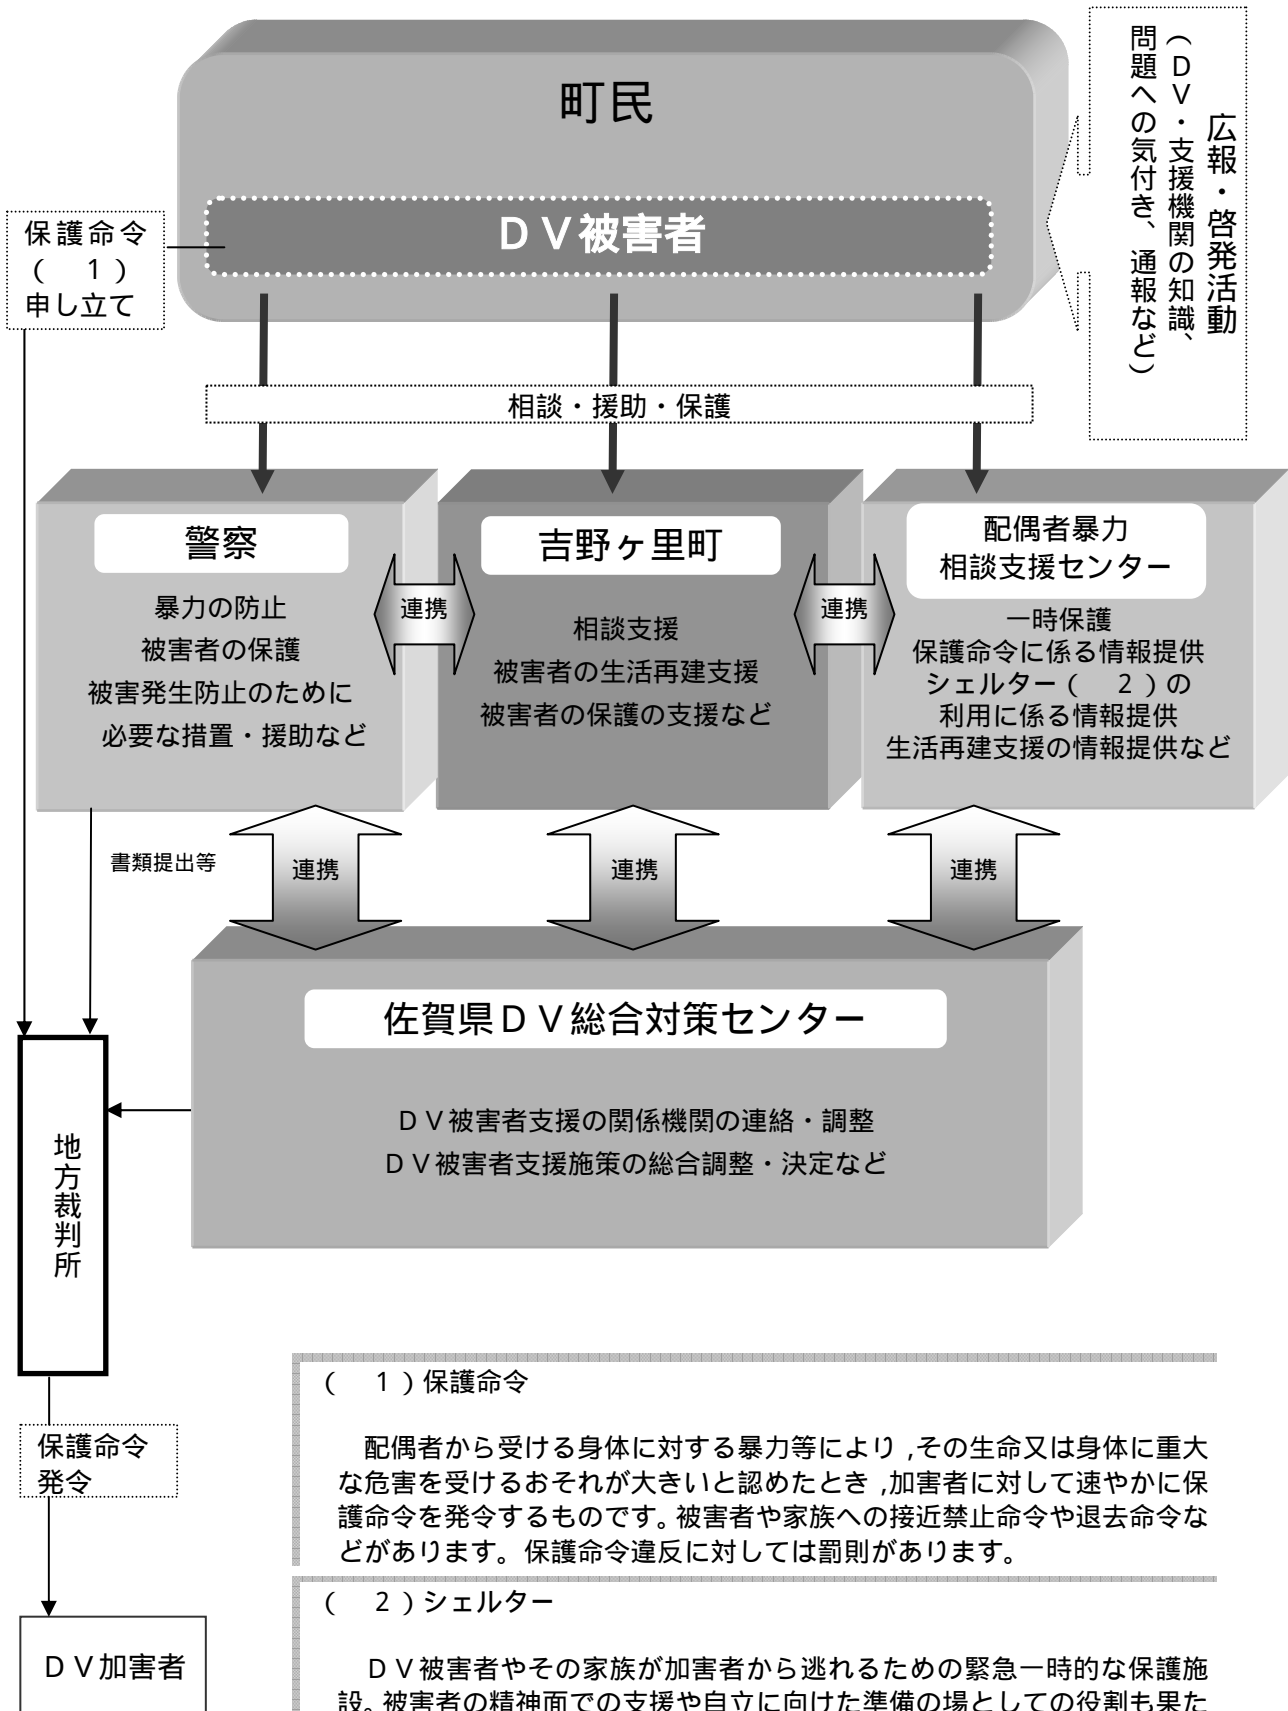 町民
広報・啓発活動
(DV・支援機関の知識、
問題への気付き、通報など)
DV被害者
保護命令
( 1)
申し立て
相談・援助・保護
警察
暴力の防止
被害者の保護
被害発生防止のために
必要な措置・援助など
連携
吉野ヶ里町
相談支援
被害者の生活再建支援
被害者の保護の支援など
連携
配偶者暴力
相談支援センター
一時保護
保護命令に係る情報提供
シェルター( 2)の
利用に係る情報提供
生活再建支援の情報提供など
書類提出等
連携
連携
連携
佐賀県DV総合対策センター
DV被害者支援の関係機関の連絡・調整
DV被害者支援施策の総合調整・決定など
地方裁判所
保護命令
発令
DV加害者
( 1)保護命令
配偶者から受ける身体に対する暴力等により,その生命又は身体に重大
な危害を受けるおそれが大きいと認めたとき,加害者に対して速やかに保
護命令を発令するものです。被害者や家族への接近禁止命令や退去命令な
どがあります。保護命令違反に対しては罰則があります。
( 2)シェルター
DV被害者やその家族が加害者から逃れるための緊急一時的な保護施
設。被害者の精神面での支援や自立に向けた準備の場としての役割も果た